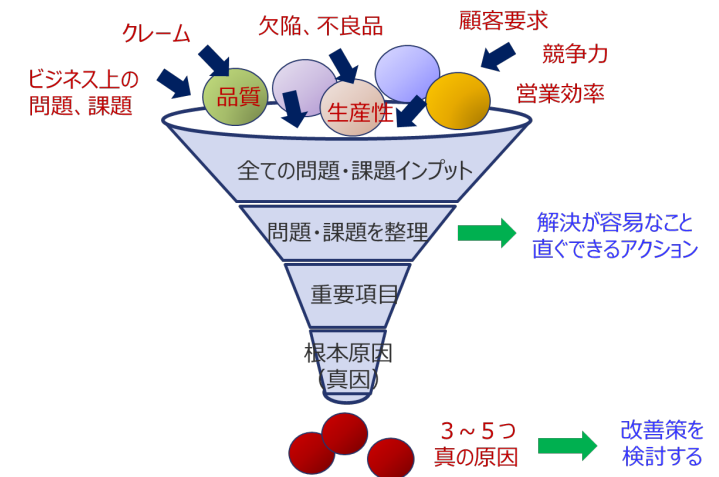 クレーム
欠陥、不良品
顧客要求
競争力
ビジネス上の
問題、課題
品質
生産性
営業効率
全ての問題・課題インプット
問題・課題を整理
解決が容易なこと
直ぐできるアクション
重要項目
根本原因
(真因)
３～５つ
真の原因
改善策を
検討する